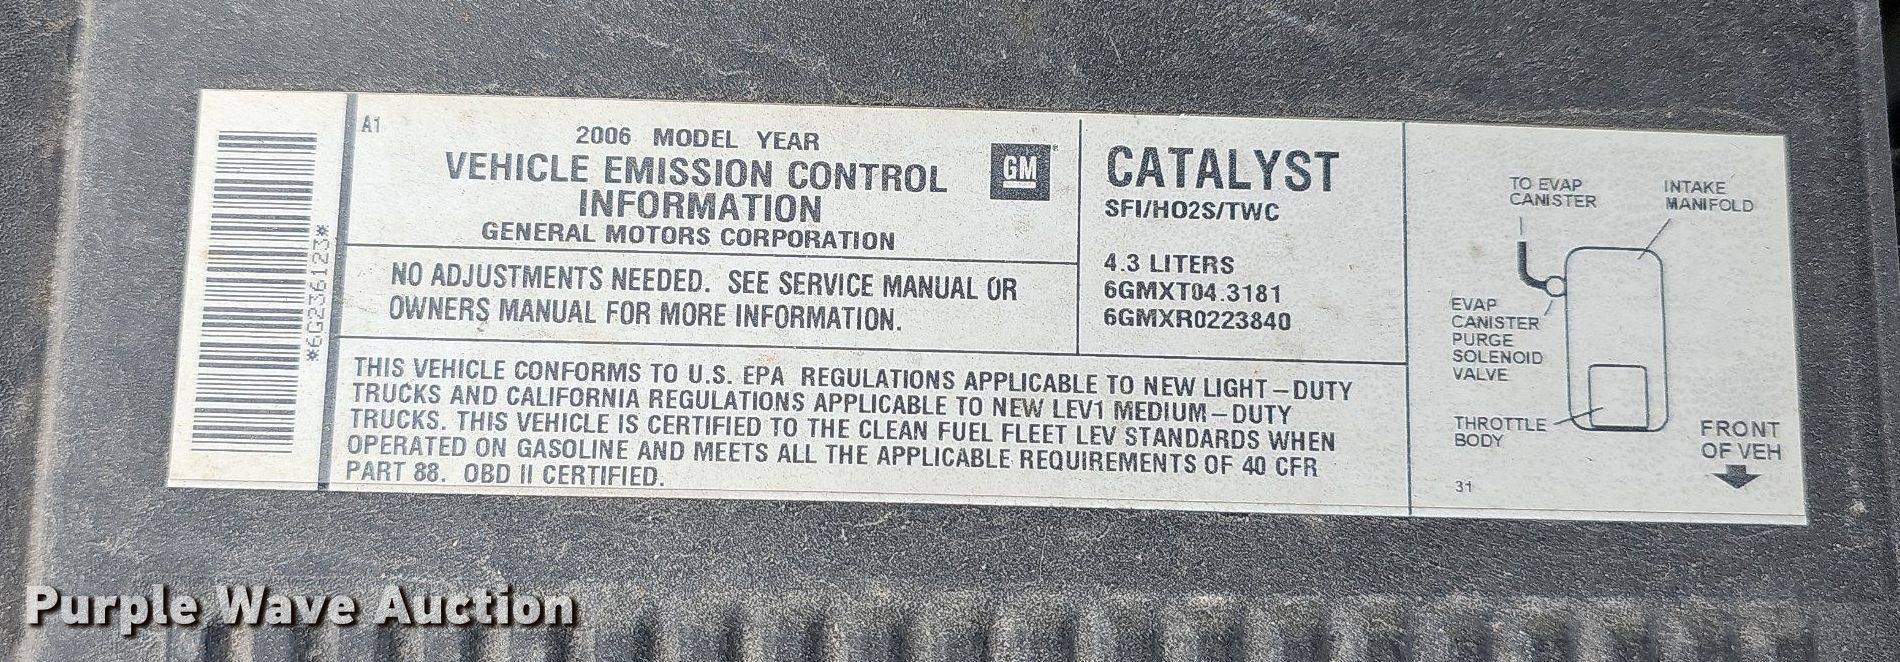 A1
2006 MODEL YEAR
VEHICLE EMISSION CONTROL
INFORMATION
GENERAL MOTORS CORPORATION
GM
NO ADJUSTMENTS NEEDED. SEE SERVICE MANUAL OR
OWNERS MANUAL FOR MORE INFORMATION.
CATALYST
SFI/HO2S/TWC
4.3 LITERS
6GMXT04.3181
6GMXR0223840
THIS VEHICLE CONFORMS TO U.S. EPA REGULATIONS APPLICABLE TO NEW LIGHT-DUTY
TRUCKS AND CALIFORNIA REGULATIONS APPLICABLE TO NEW LEV1 MEDIUM-DUTY
TRUCKS. THIS VEHICLE IS CERTIFIED TO THE CLEAN FUEL FLEET LEV STANDARDS WHEN
OPERATED ON GASOLINE AND MEETS ALL THE APPLICABLE REQUIREMENTS OF 40 CFR
PART 88. OBD II CERTIFIED.
*6G236123*
TO EVAP
CANISTER
INTAKE
MANIFOLD
EVAP
CANISTER
PURGE
SOLENOID
VALVE
THROTTLE
BODY
FRONT
OF VEH
31
Purple Wave Auction